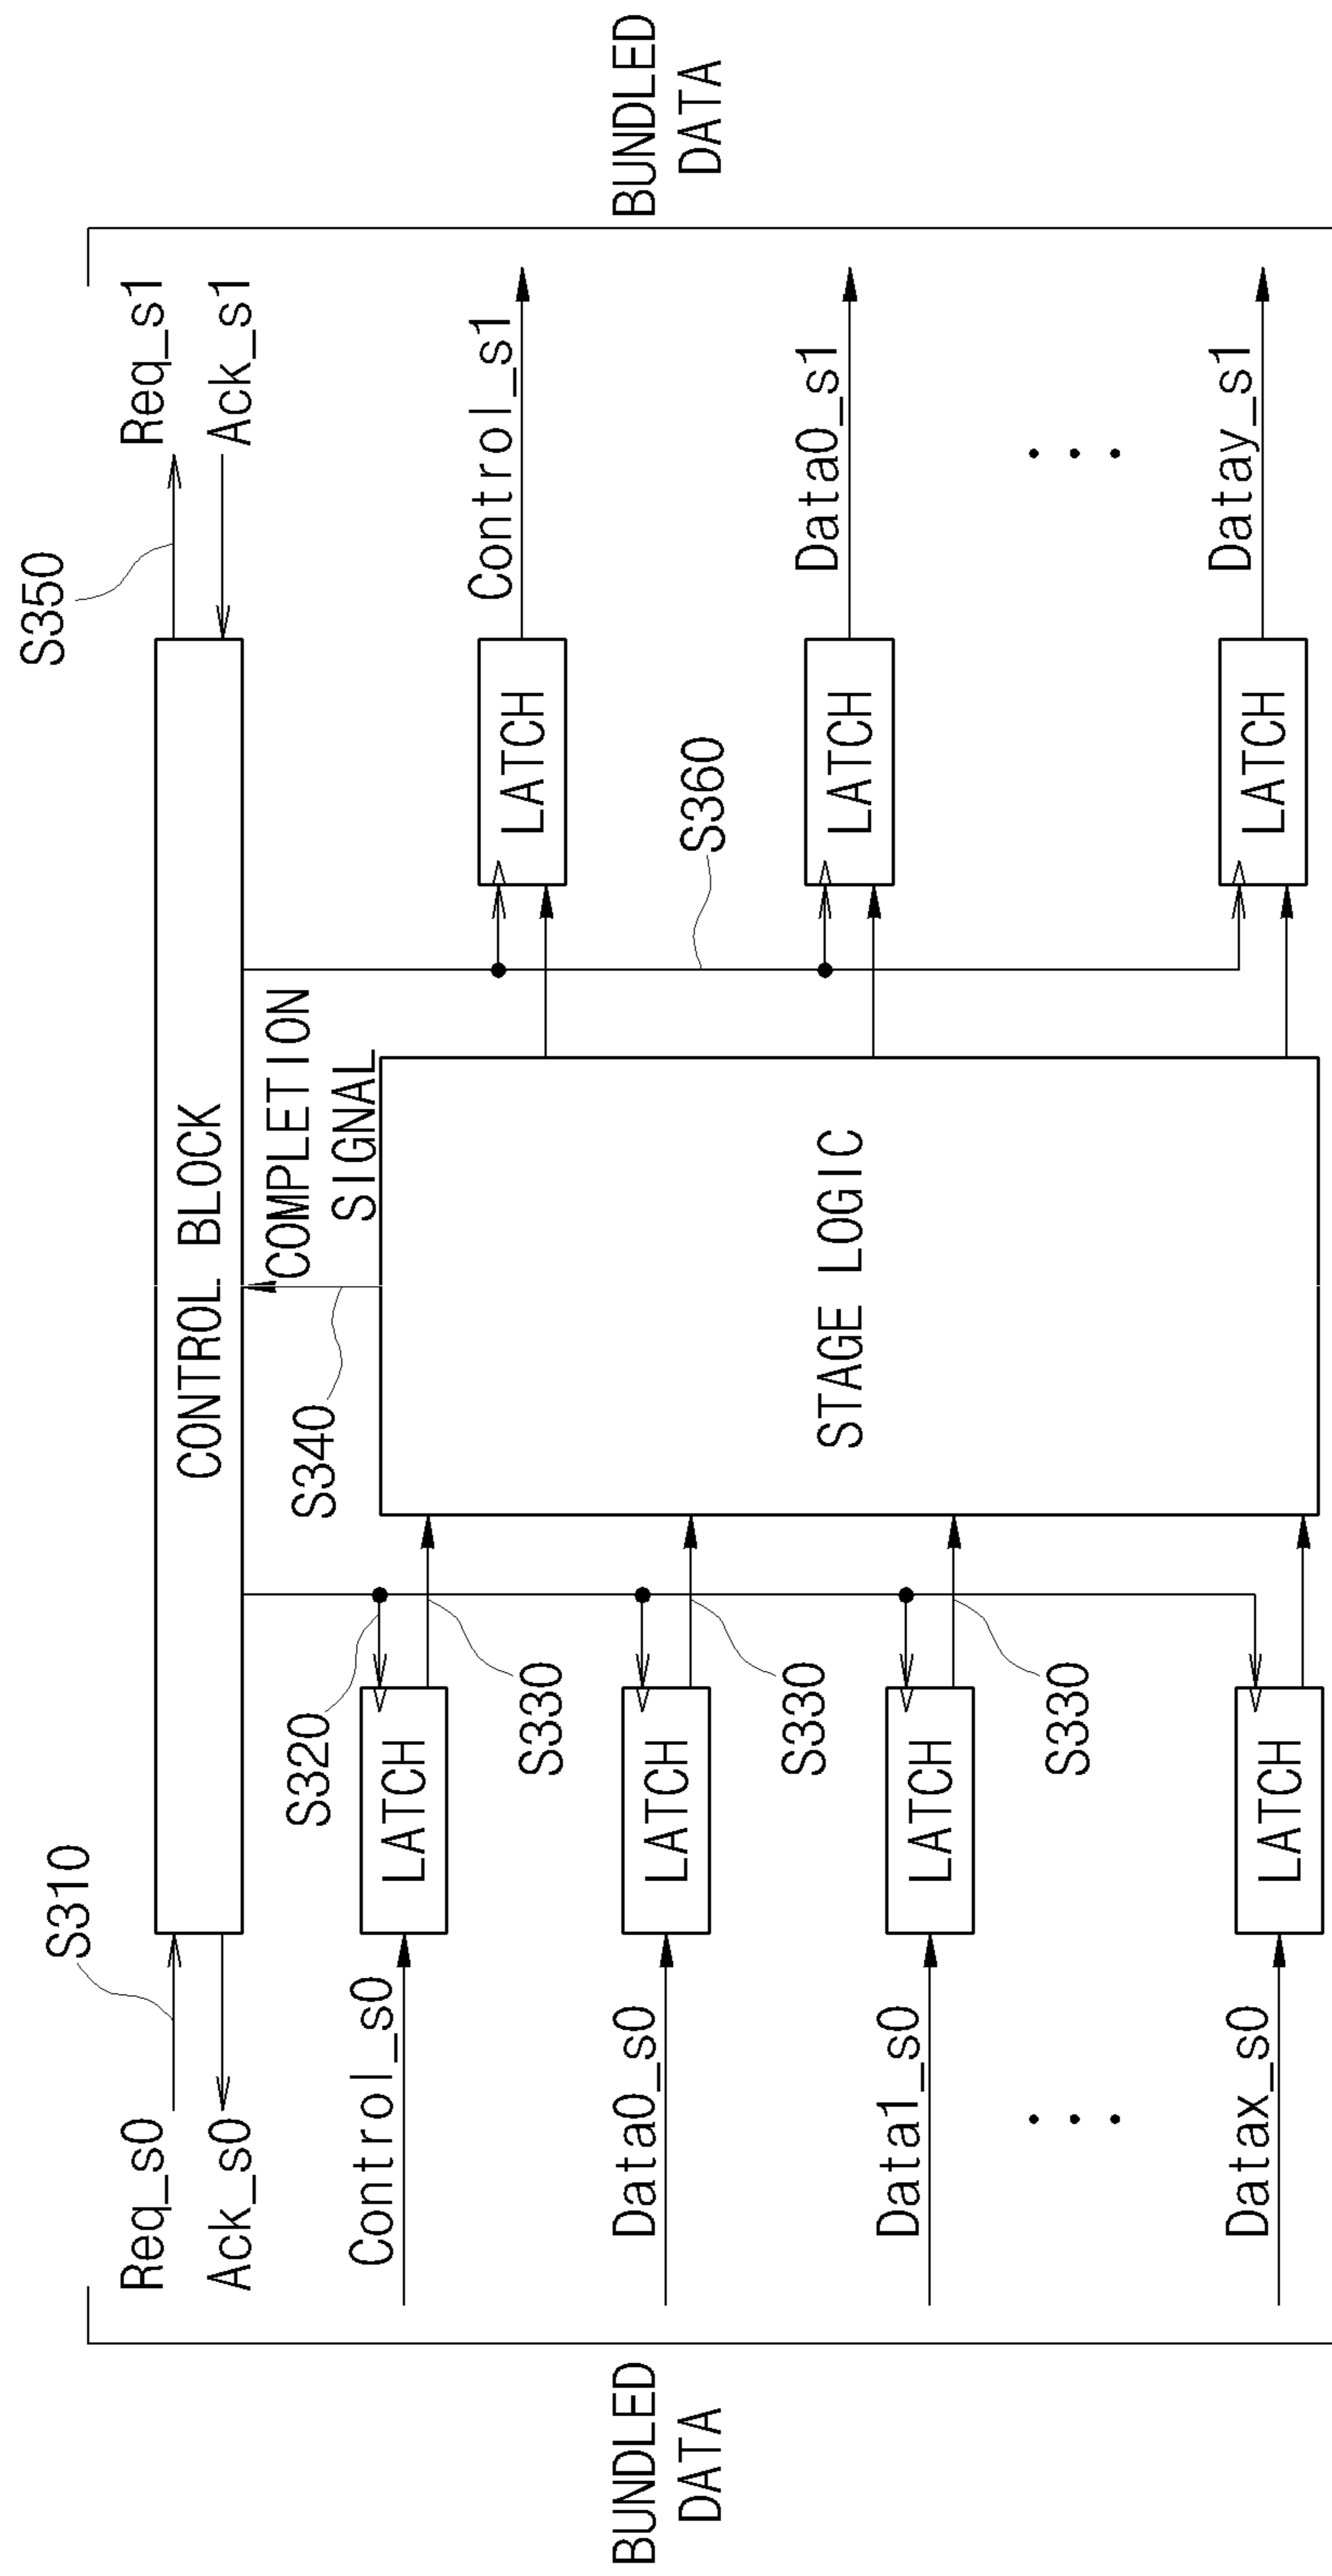 S310
S350
Req_s0
CONTROL BLOCK
Req_s1
Ack_s0
Ack_s1
COMPLETION
SIGNAL
S320
S340
Control_s0
LATCH
S330
LATCH
Control_s1
BUNDLED
DATA
Data0_s0
LATCH
S330
STAGE LOGIC
S360
LATCH
Data0_s1
BUNDLED
DATA
Data1_s0
LATCH
S330
• • •
• • •
Datax_s0
LATCH
LATCH
Datay_s1